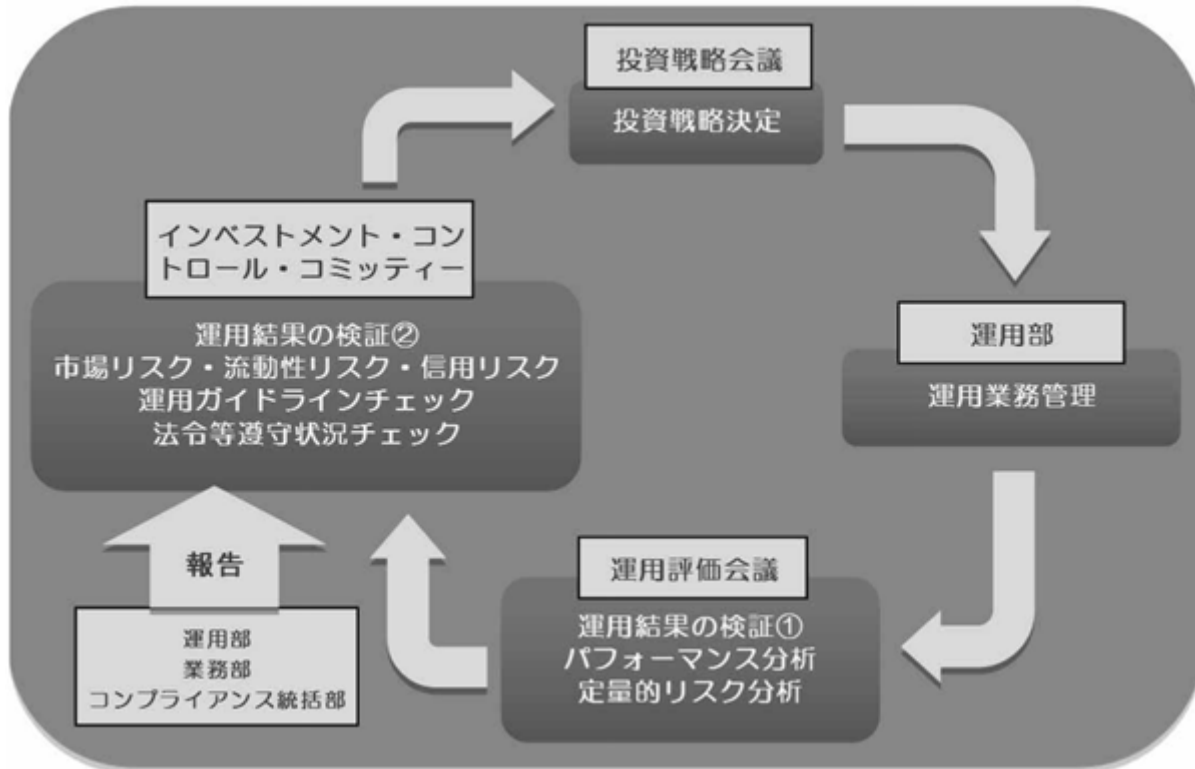 投資戦略会議
投資戦略決定
運用部
運用業務管理
運用評価会議
運用結果の検証①
パフォーマンス分析
定量的リスク分析
インベストメント・コン
トロール・コミッティー
運用結果の検証②
市場リスク・流動性リスク・信用リスク
運用ガイドラインチェック
法令等遵守状況チェック
報告
運用部
業務部
コンプライアンス統括部